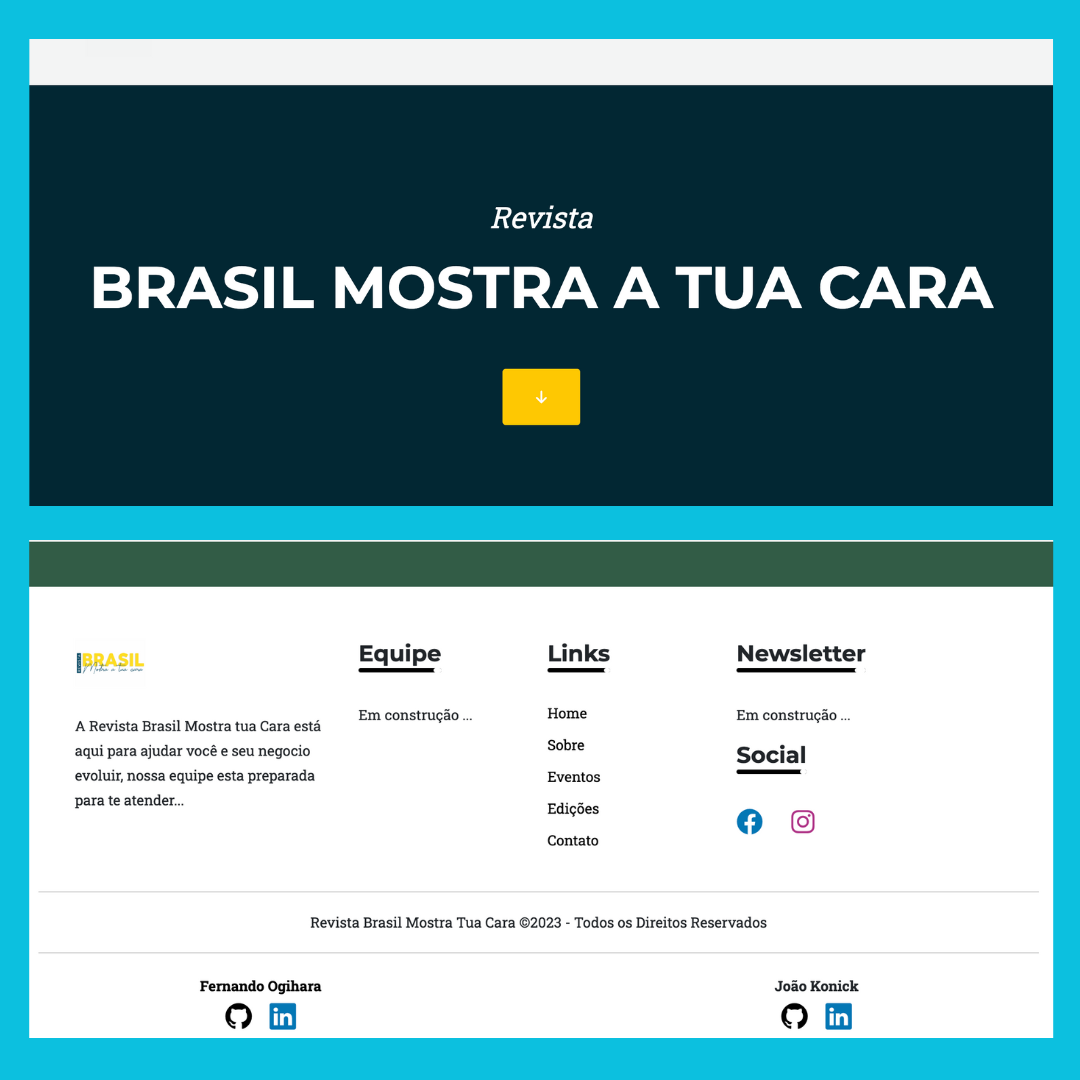 Revista
BRASIL MOSTRA A TUA CARA
BRASIL
Mostra a tua cara
A Revista Brasil Mostra tua Cara está
aqui para ajudar você e seu negocio
evoluir, nossa equipe esta preparada
para te atender...
Equipe
Em construção ...
Links
Home
Sobre
Eventos
Edições
Contato
Newsletter
Em construção ...
Social
Revista Brasil Mostra Tua Cara ©2023 - Todos os Direitos Reservados
Fernando Ogihara
João Konick